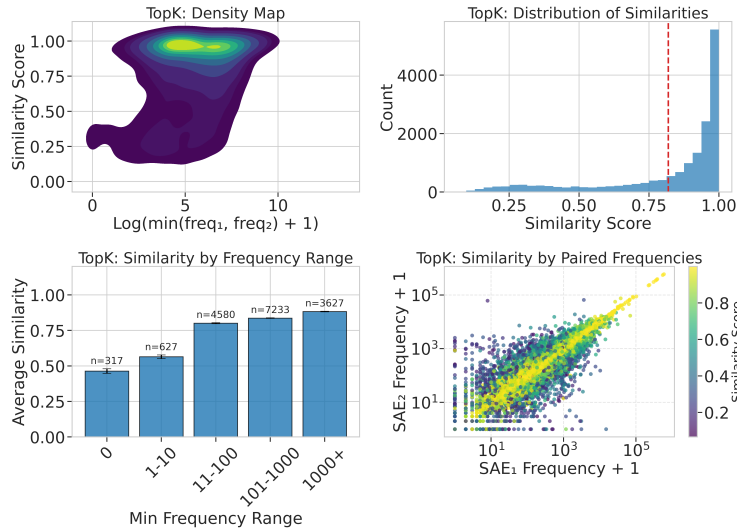 TopK: Density Map
Similarity Score
1.00
0.75
0.50
0.25
0.00
0
5
10
Log(min(freq₁, freq₂) + 1)
TopK: Distribution of Similarities
Count
4000
2000
0
0.25
0.50
0.75
1.00
Similarity Score
TopK: Similarity by Frequency Range
Average Similarity
1.00
0.75
0.50
0.25
0.00
n=317
n=627
n=4580
n=7233
n=3627
0
1-10
11-100
101-1000
1000+
Min Frequency Range
TopK: Similarity by Paired Frequencies
SAE₂ Frequency + 1
10⁵
10³
10¹
10¹
10³
10⁵
SAE₁ Frequency + 1
0.8
0.6
0.4
0.2
Similarity Score